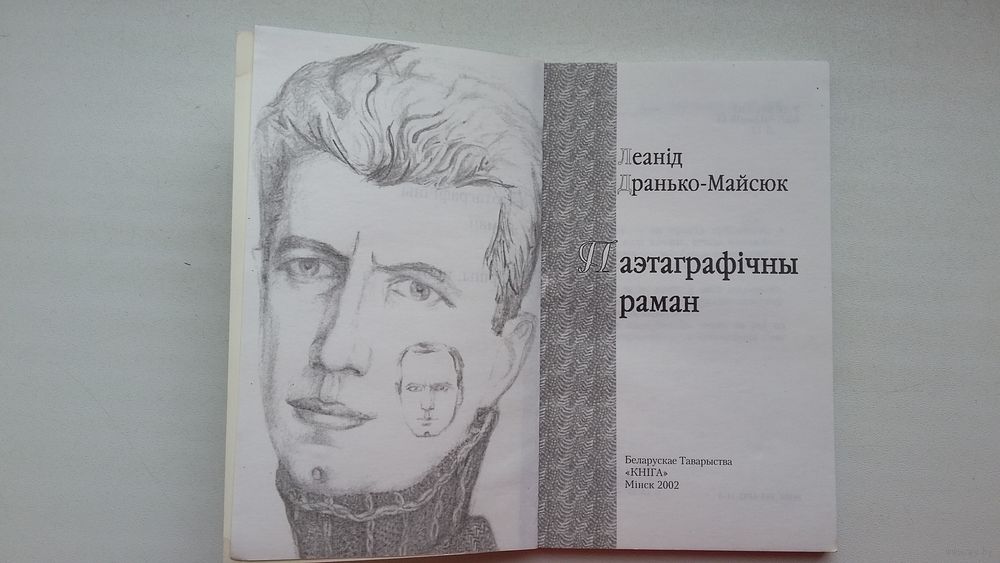 Леанід
Дранько-Майсюк
Паэтаграфічны
раман
Беларускае Таварыства
«КНІГА»
Мінск 2002